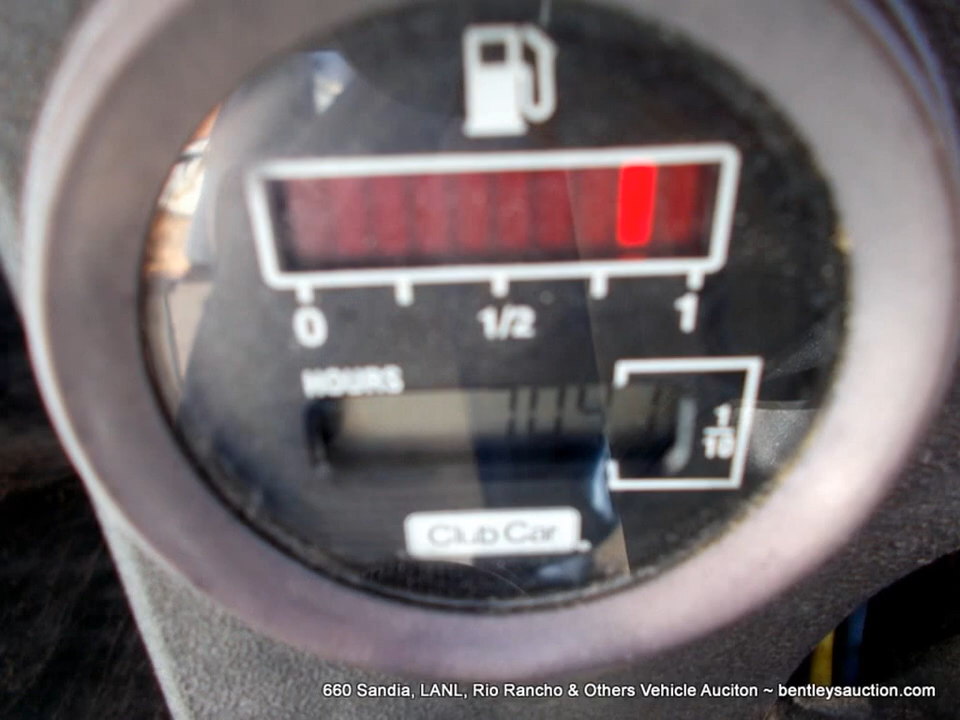 0 1/2 1
HOURS
1/10
Club Car
660 Sandia, LANL, Rio Rancho & Others Vehicle Auciton ~ bentleysauction.com